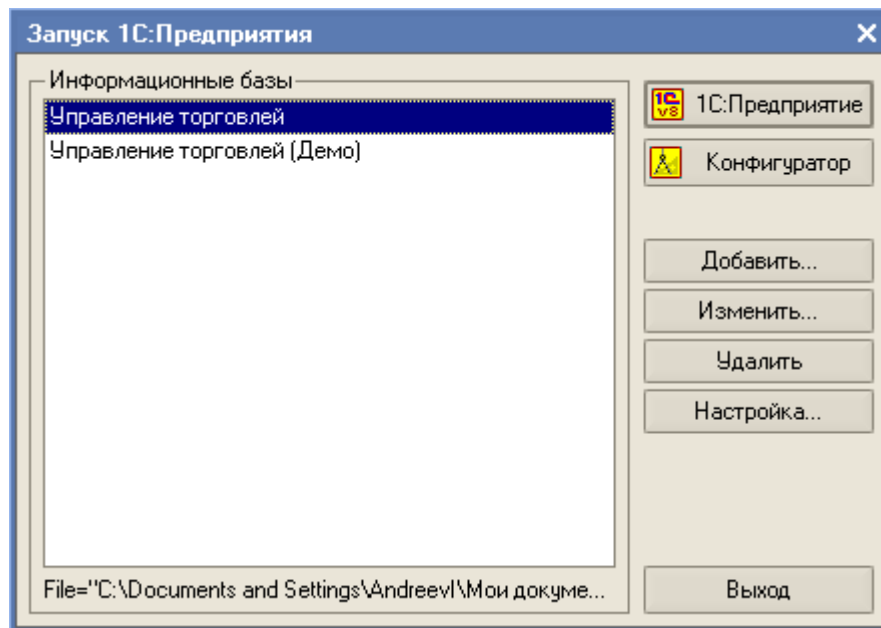 Запуск 1С:Предприятия
Информационные базы
Управление торговлей
Управление торговлей (Демо)
File="C:\Documents and Settings\AndreevI\Мои докуме...
1С:Предприятие
Конфигуратор
Добавить...
Изменить...
Удалить
Настройка...
Выход